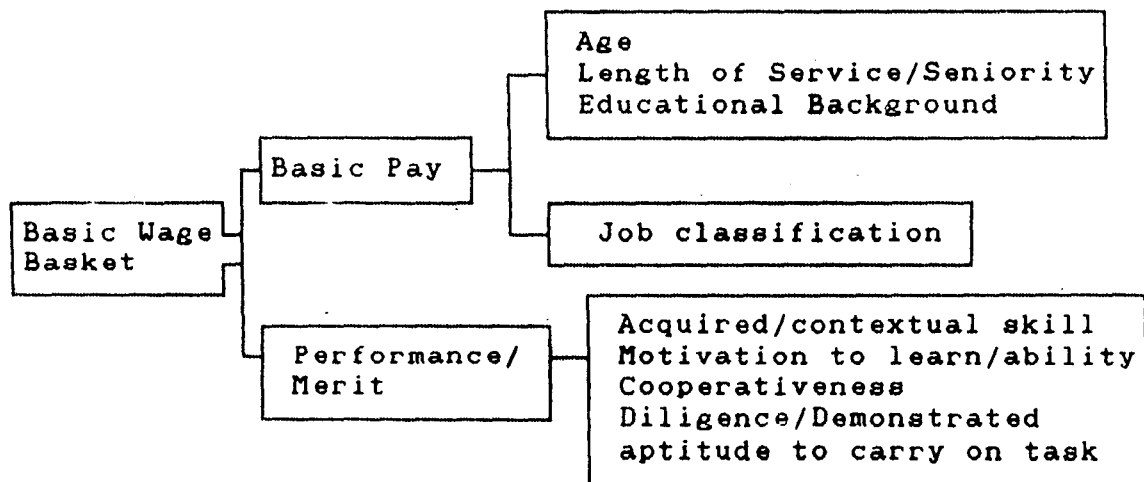 Age
Length of Service/Seniority
Educational Background
Basic Pay
Basic Wage
Basket
Job classification
Performance/
Merit
Acquired/contextual skill
Motivation to learn/ability
Cooperativeness
Diligence/Demonstrated
aptitude to carry on task